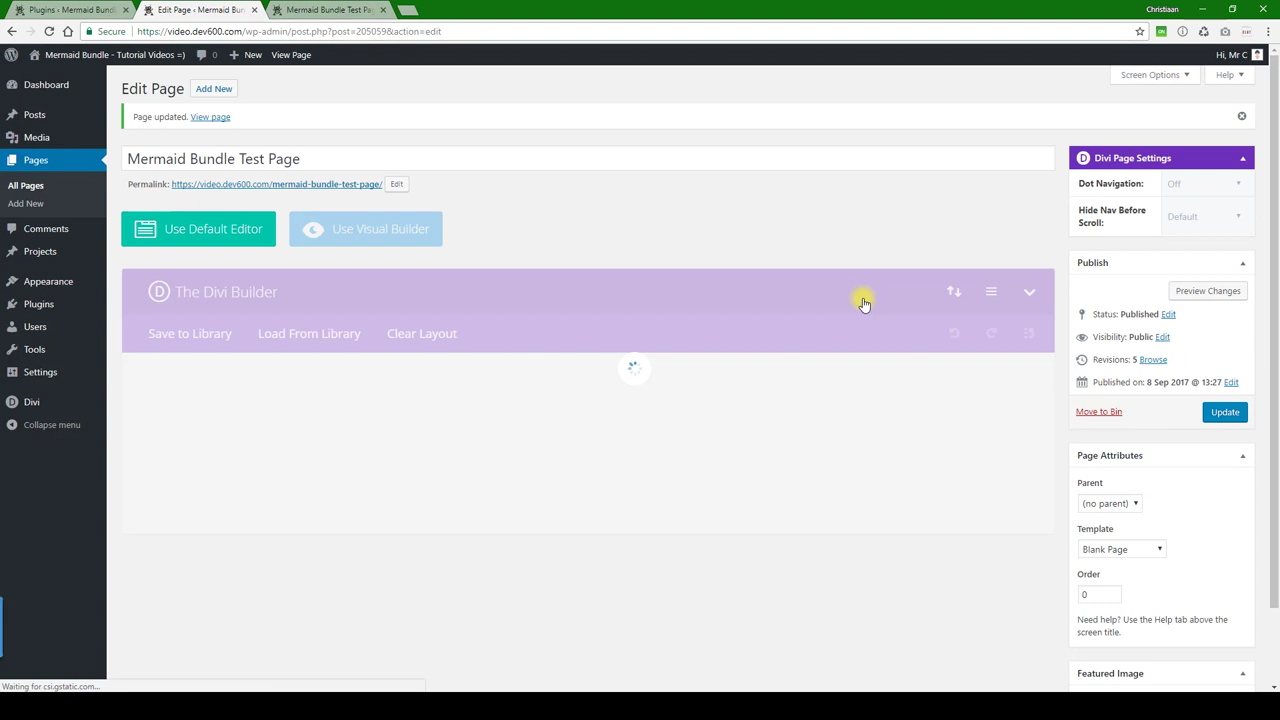 Plugins ‹ Mermaid Bundl
Edit Page ‹ Mermaid Bun
Mermaid Bundle Test Pag
Christiaan
Secure
https://video.dev600.com/wp-admin/post.php?post=205059&action=edit
Mermaid Bundle - Tutorial Videos =)
0
New
View Page
Hi, Mr C
Screen Options
Help
Dashboard
Posts
Media
Pages
All Pages
Add New
Comments
Projects
Appearance
Plugins
Users
Tools
Settings
Divi
Collapse menu
Edit Page
Add New
Page updated. View page
Mermaid Bundle Test Page
Permalink: https://video.dev600.com/mermaid-bundle-test-page/ Edit
Use Default Editor
Use Visual Builder
D The Divi Builder
Save to Library
Load From Library
Clear Layout
D Divi Page Settings
Dot Navigation:
Off
Hide Nav Before
Scroll:
Default
Publish
Preview Changes
Status: Published Edit
Visibility: Public Edit
Revisions: 5 Browse
Published on: 8 Sep 2017 @ 13:27 Edit
Move to Bin
Update
Page Attributes
Parent
(no parent)
Template
Blank Page
Order
0
Need help? Use the Help tab above the
screen title.
Featured Image
Waiting for csi.gstatic.com...